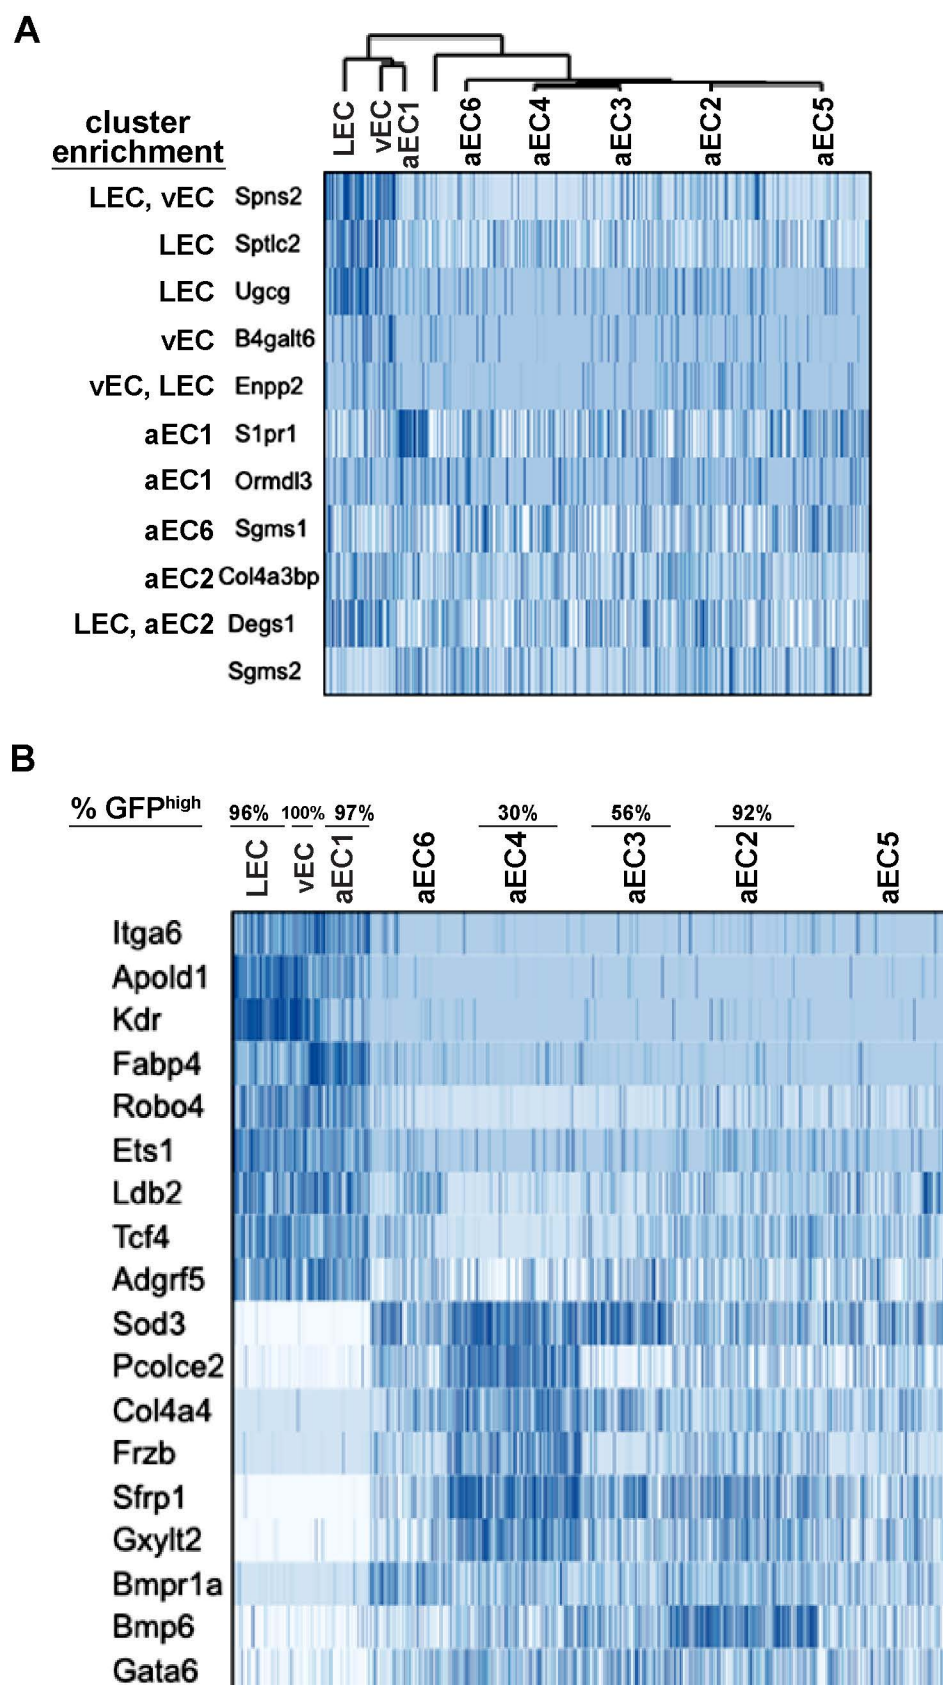 A
LEC vEC aEC1 aEC6 aEC4 aEC3 aEC2 aEC5
cluster
enrichment
LEC, vEC Spns2
LEC Sptlc2
LEC Ugcg
vEC B4galt6
vEC, LEC Enpp2
aEC1 S1pr1
aEC1 Ormdl3
aEC6 Sgms1
aEC2 Col4a3bp
LEC, aEC2 Degs1
Sgms2
B
% GFPhigh 96% 100% 97% 30% 56% 92%
LEC vEC aEC1 aEC6 aEC4 aEC3 aEC2 aEC5
Itga6
Apold1
Kdr
Fabp4
Robo4
Ets1
Ldb2
Tcf4
Adgrf5
Sod3
Pcolce2
Col4a4
Frzb
Sfrp1
Gxylt2
Bmpr1a
Bmp6
Gata6